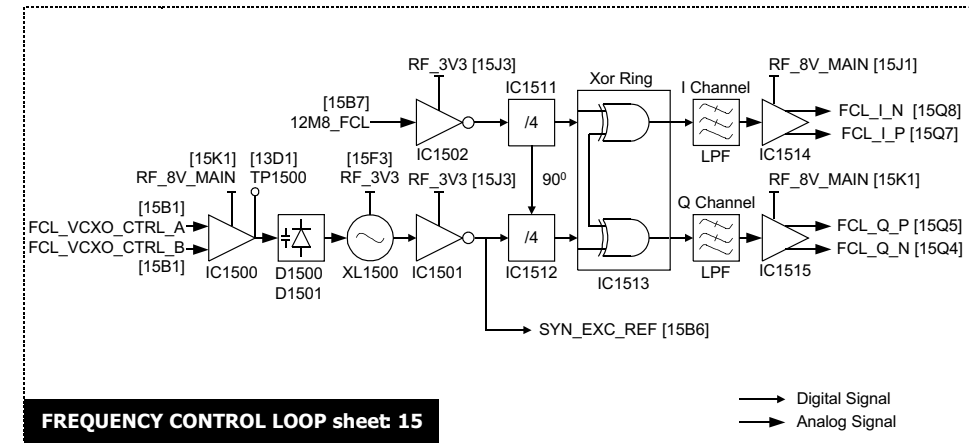 RF_3V3 [15J3]
IC1511
Xor Ring
I Channel
RF_8V_MAIN [15J1]
[15B7]
12M8_FCL
/4
FCL_I_N [15Q8]
FCL_I_P [15Q7]
IC1502
LPF
IC1514
[15K1]
RF_8V_MAIN
[13D1]
TP1500
[15F3]
RF_3V3
RF_3V3 [15J3]
90⁰
Q Channel
RF_8V_MAIN [15K1]
[15B1]
FCL_VCXO_CTRL_A
FCL_VCXO_CTRL_B
[15B1]
/4
FCL_Q_P [15Q5]
FCL_Q_N [15Q4]
IC1500
D1500
D1501
XL1500
IC1501
IC1512
IC1513
LPF
IC1515
SYN_EXC_REF [15B6]
FREQUENCY CONTROL LOOP sheet: 15
Digital Signal
Analog Signal